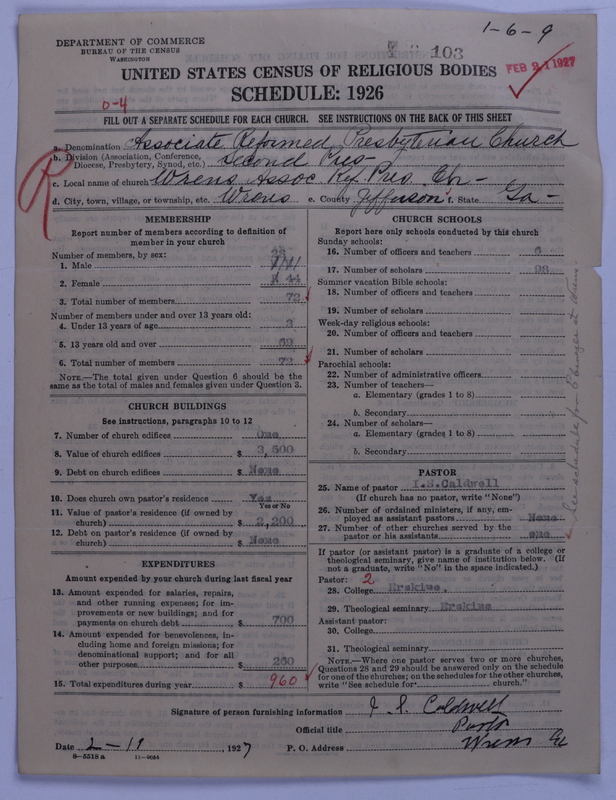 1-6-9
DEPARTMENT OF COMMERCE
BUREAU OF THE CENSUS
WASHINGTON
103
FEB 21 1927
UNITED STATES CENSUS OF RELIGIOUS BODIES
SCHEDULE: 1926
0-4
FILL OUT A SEPARATE SCHEDULE FOR EACH CHURCH. SEE INSTRUCTIONS ON THE BACK OF THIS SHEET
R
a. Denomination Associate Reformed Presbyterian Church
b. Division (Association, Conference, Diocese, Presbytery, Synod, etc.) Second Pres-
c. Local name of church Wrens Assoc. Ref. Pres. Ch-
d. City, town, village, or township, etc. Wrens e. County Jefferson f. State Ga-
MEMBERSHIP
Report number of members according to definition of member in your church
Number of members, by sex:
1. Male 28
2. Female 44
3. Total number of members 72
Number of members under and over 13 years old:
4. Under 13 years of age 3
5. 13 years old and over 69
6. Total number of members 72
NOTE.—The total given under Question 6 should be the same as the total of males and females given under Question 3.
CHURCH BUILDINGS
See instructions, paragraphs 10 to 12
7. Number of church edifices One
8. Value of church edifices $ 3,500
9. Debt on church edifices $ None
10. Does church own pastor's residence Yes
Yes or No
11. Value of pastor's residence (if owned by church) $ 2,200
12. Debt on pastor's residence (if owned by church) $ None
EXPENDITURES
Amount expended by your church during last fiscal year
13. Amount expended for salaries, repairs, and other running expenses; for improvements or new buildings; and for payments on church debt $ 700
14. Amount expended for benevolences, including home and foreign missions; for denominational support; and for all other purposes $ 260
15. Total expenditures during year $ 960
CHURCH SCHOOLS
Report here only schools conducted by this church
Sunday schools:
16. Number of officers and teachers 6
17. Number of scholars 98
Summer vacation Bible schools:
18. Number of officers and teachers
19. Number of scholars
Week-day religious schools:
20. Number of officers and teachers
21. Number of scholars
Parochial schools:
22. Number of administrative officers
23. Number of teachers—
a. Elementary (grades 1 to 8)
b. Secondary
24. Number of scholars—
a. Elementary (grades 1 to 8)
b. Secondary
PASTOR
25. Name of pastor I.S.Caldwell
(If church has no pastor, write "None")
26. Number of ordained ministers, if any, employed as assistant pastors None
27. Number of other churches served by the pastor or his assistants one
If pastor (or assistant pastor) is a graduate of a college or theological seminary, give name of institution below. (If not a graduate, write "No" in the space indicated.)
Pastor: 2
28. College Erskine.
29. Theological seminary Erskine
Assistant pastor:
30. College
31. Theological seminary
NOTE.—Where one pastor serves two or more churches, Questions 28 and 29 should be answered only on the schedule for one of the churches; on the schedules for the other churches, write "See schedule for church."
Signature of person furnishing information I. S. Caldwell
Official title Pastor
Date 2-19, 1927 P. O. Address Wrens Ga
8-5518 a 11-9084